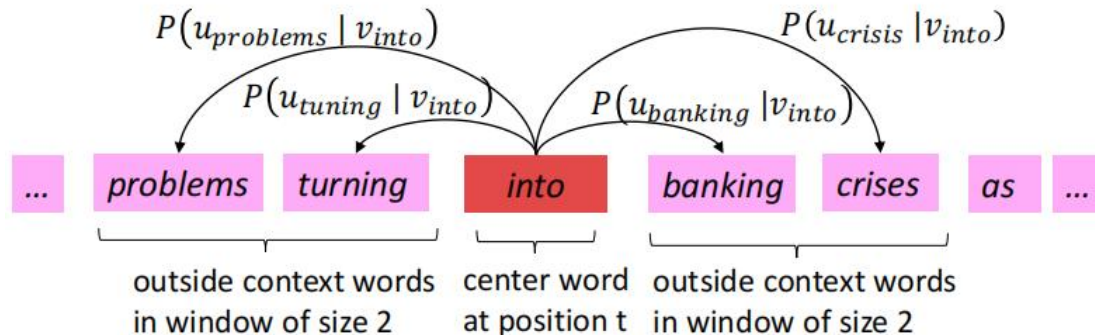 P(u_problems | v_into)
P(u_crisis | v_into)
P(u_tuning | v_into)
P(u_banking | v_into)
... problems turning into banking crises as ...
outside context words center word outside context words
in window of size 2 at position t in window of size 2